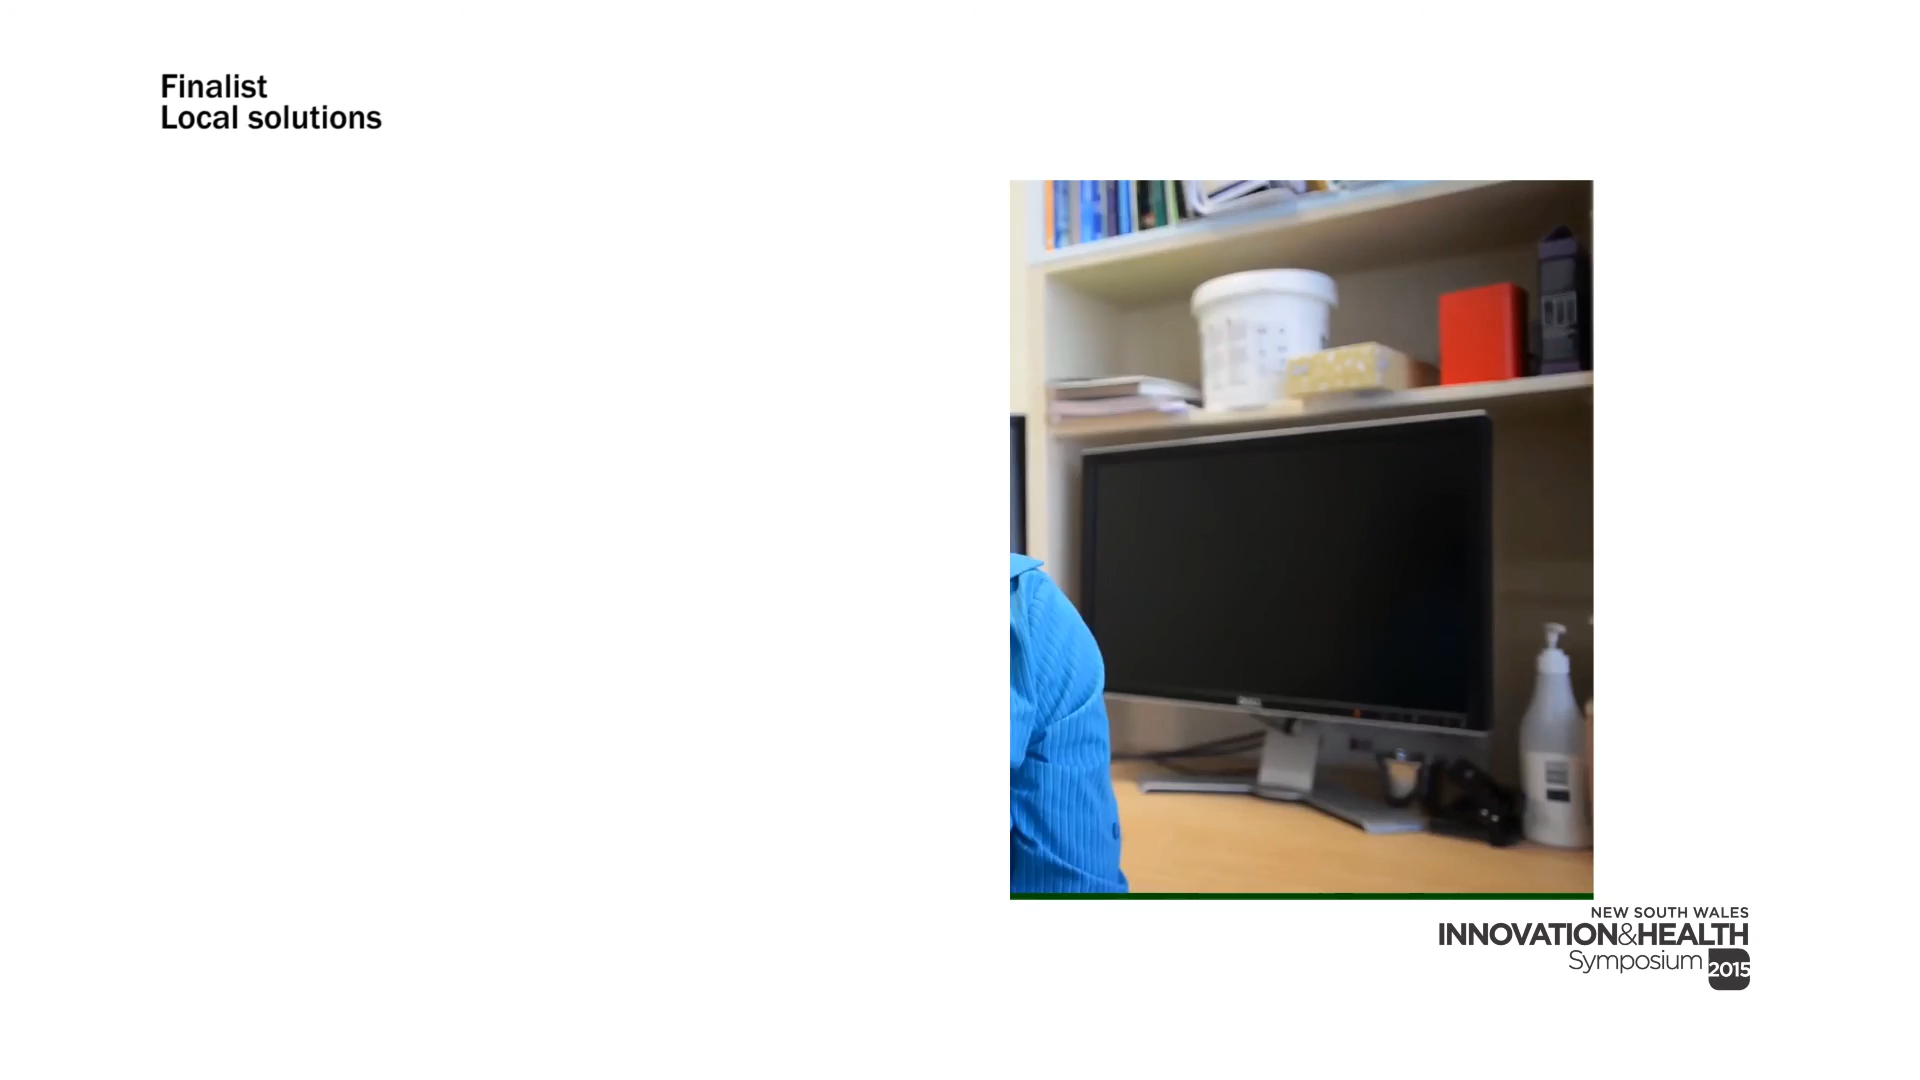 Finalist
Local solutions
NEW SOUTH WALES
INNOVATION&HEALTH
Symposium 2015